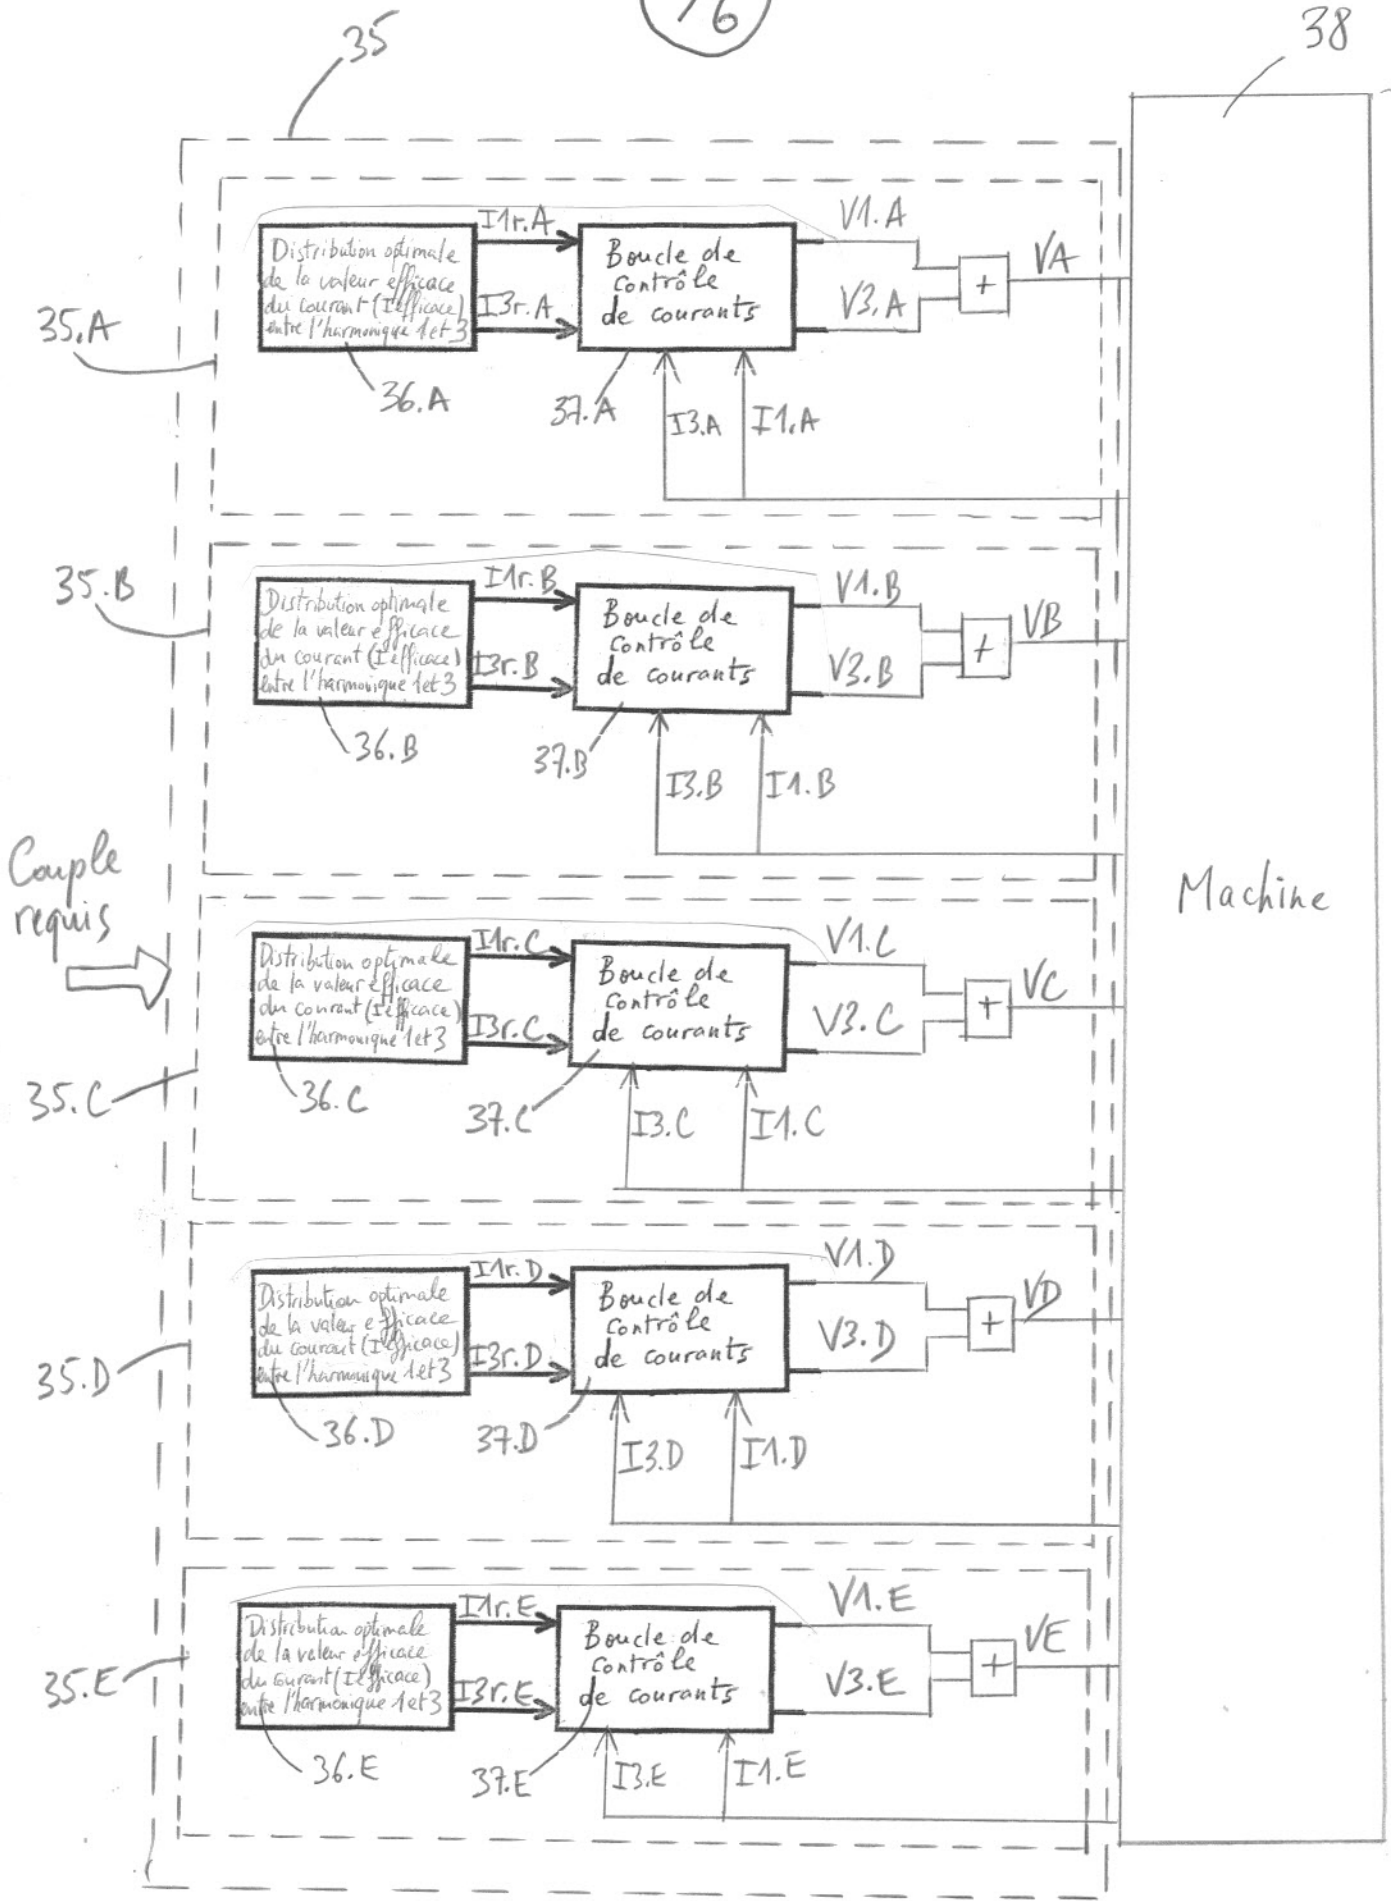 16
35
38
I1r.A
V1.A
Distribution optimale
de la valeur efficace
du courant (I efficace)
entre l'harmonique 1 et 3
Boucle de
contrôle
de courants
VA
+
I3r.A
V3.A
35.A
36.A
37.A
I3.A
I1.A
35.B
I1r.B
V1.B
Distribution optimale
de la valeur efficace
du courant (I efficace)
entre l'harmonique 1 et 3
Boucle de
contrôle
de courants
VB
+
I3r.B
V3.B
36.B
37.B
I3.B
I1.B
Couple
requis
Machine
I1r.C
V1.C
Distribution optimale
de la valeur efficace
du courant (I efficace)
entre l'harmonique 1 et 3
Boucle de
contrôle
de courants
VC
+
I3r.C
V3.C
35.C
36.C
37.C
I3.C
I1.C
I1r.D
V1.D
Distribution optimale
de la valeur efficace
du courant (I efficace)
entre l'harmonique 1 et 3
Boucle de
contrôle
de courants
VD
+
I3r.D
V3.D
35.D
36.D
37.D
I3.D
I1.D
I1r.E
V1.E
Distribution optimale
de la valeur efficace
du courant (I efficace)
entre l'harmonique 1 et 3
Boucle de
contrôle
de courants
VE
+
I3r.E
V3.E
35.E
36.E
37.E
I3.E
I1.E